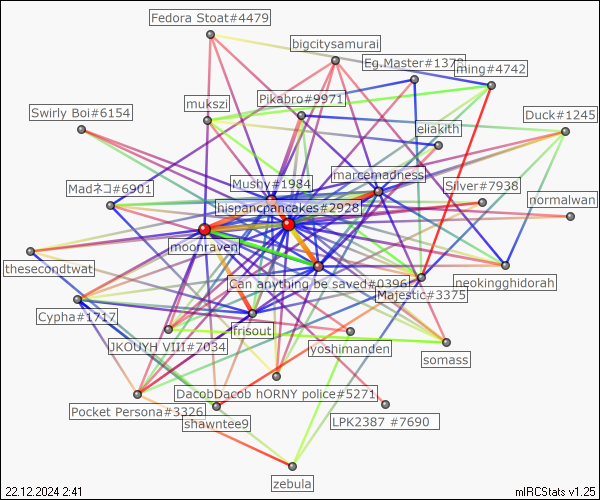 Fedora Stoat#4479
bigcitysamurai
Eg.Master#1378
ming#4742
mukszi
Pikabro#9971
Swirly Boi#6154
Duck#1245
eliakith
marcemadness
Mushy#1984
Madネコ#6901
Silver#7938
normalwan
hispancpancakes#2928
moonraven
thesecondtwat
Can anything be saved#0396
neokingghidorah
Majestic#3375
Cypha#1717
frisout
JKOUYH VIII#7034
yoshimanden
somass
DacobDacob hORNY police#5271
Pocket Persona#3326
shawntee9
LPK2387 #7690
zebula
22.12.2024 2:41
mIRCStats v1.25